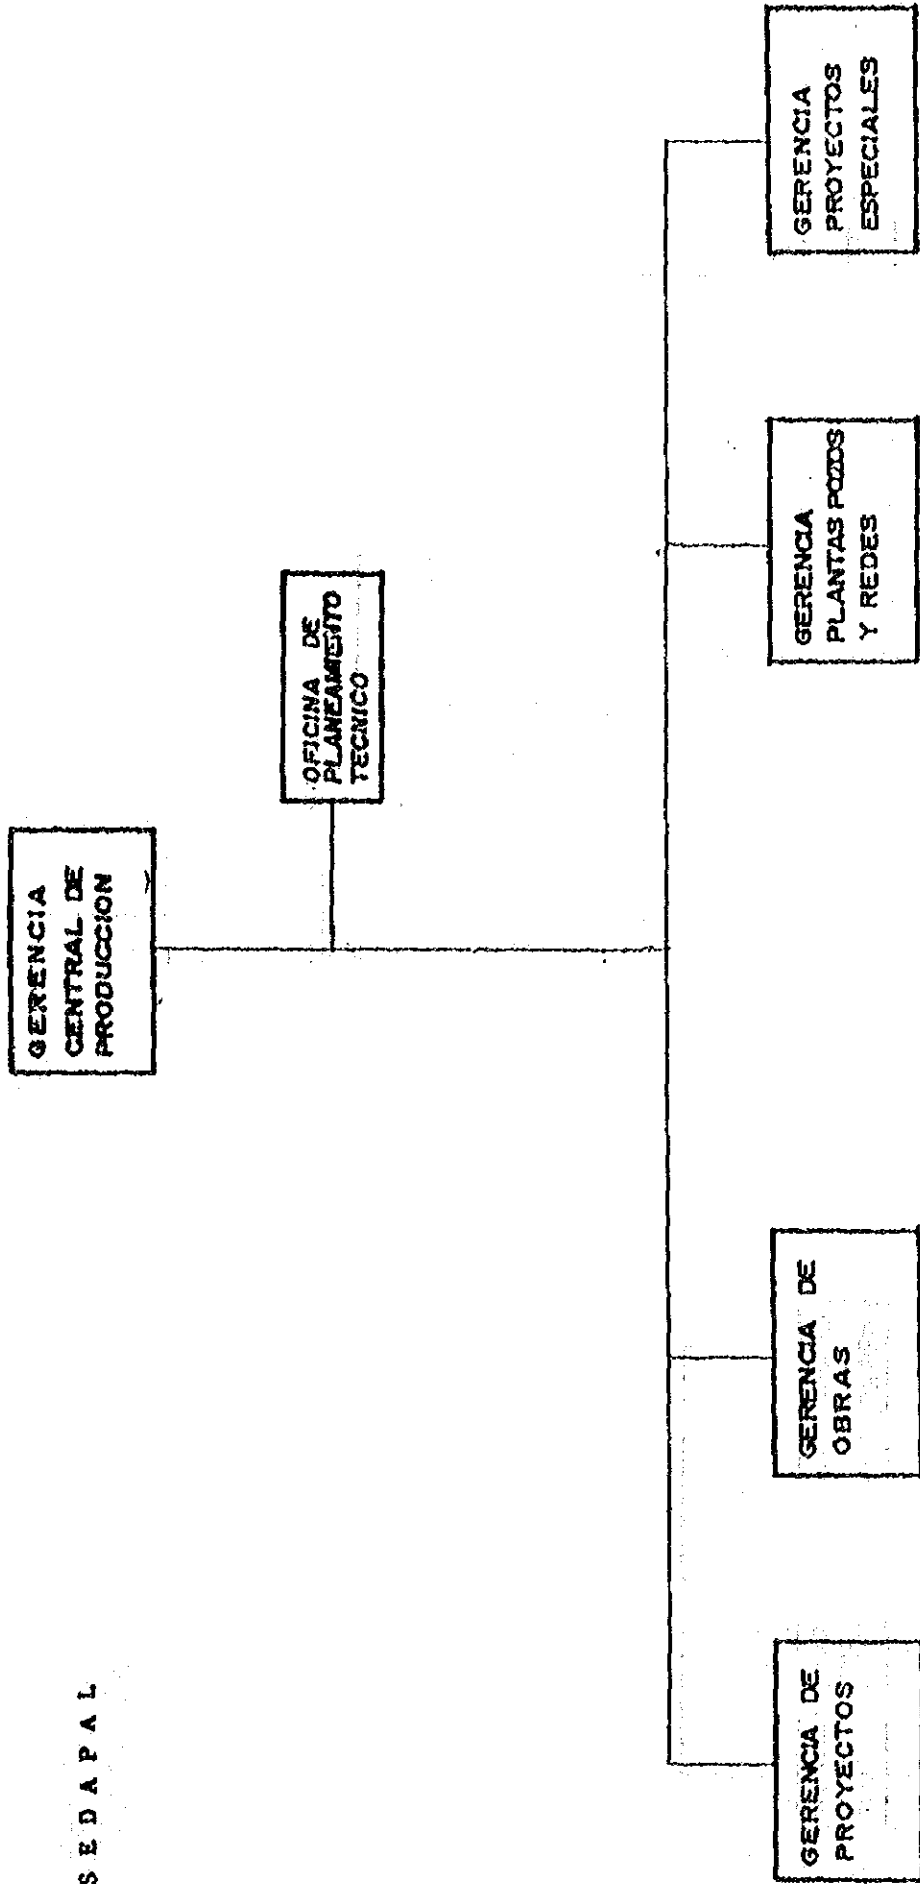 S E D A P A L
GERENCIA
CENTRAL DE
PRODUCCION
OFICINA DE
PLANEAMIENTO
TECNICO
GERENCIA DE
PROYECTOS
GERENCIA DE
OBRAS
GERENCIA
PLANTAS POZOS
Y REDES
GERENCIA
PROYECTOS
ESPECIALES